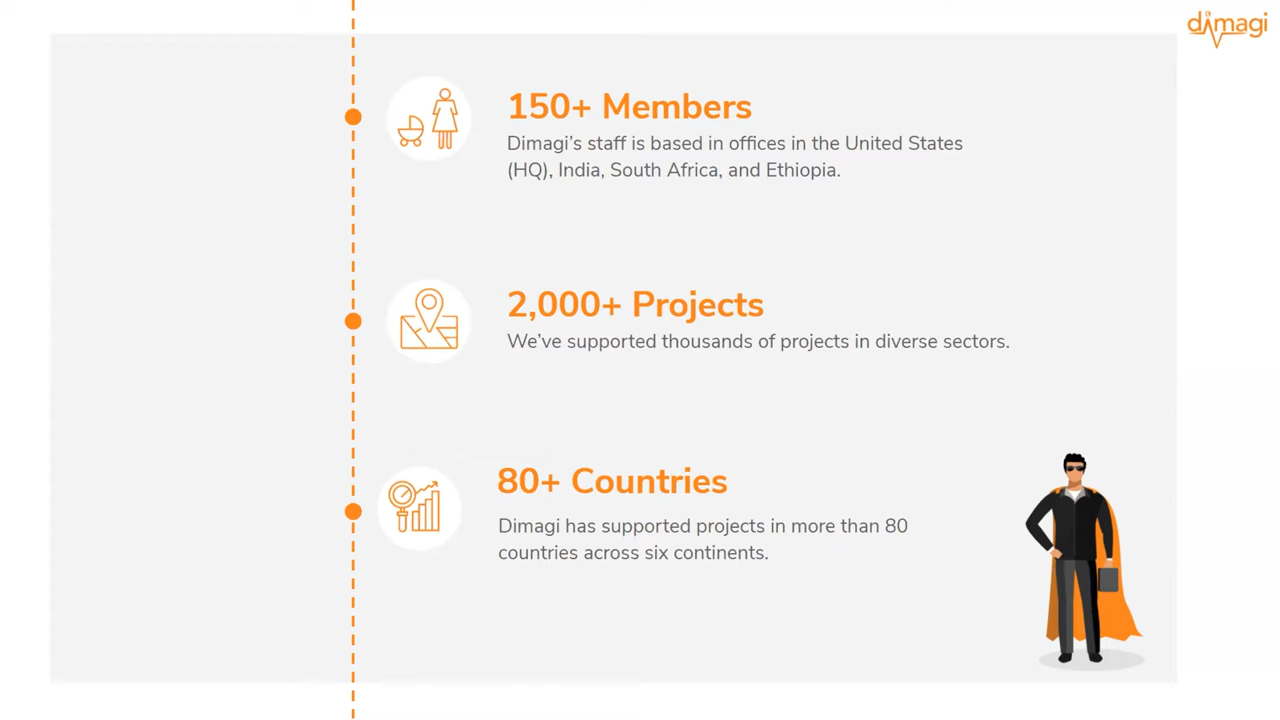 dimagi
150+ Members
Dimagi's staff is based in offices in the United States
(HQ), India, South Africa, and Ethiopia.
2,000+ Projects
We've supported thousands of projects in diverse sectors.
80+ Countries
Dimagi has supported projects in more than 80
countries across six continents.